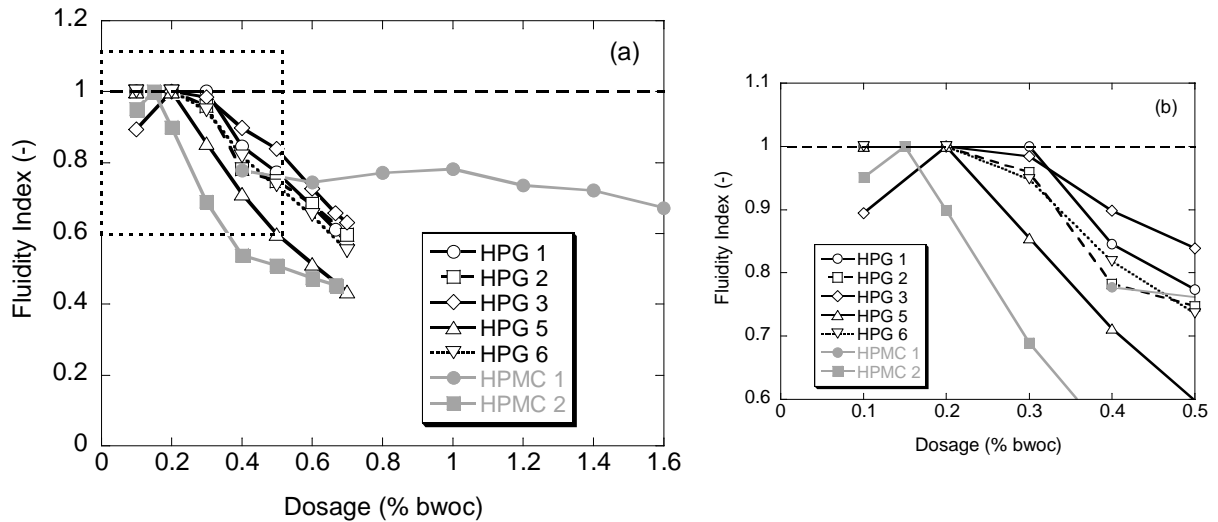 (a)
1.2
1
0.8
0.6
0.4
0.2
0
Fluidity Index (-)
HPG 1
HPG 2
HPG 3
HPG 5
HPG 6
HPMC 1
HPMC 2
0 0.2 0.4 0.6 0.8 1 1.2 1.4 1.6
Dosage (% bwoc)
(b)
1.1
1
0.9
0.8
0.7
0.6
Fluidity Index (-)
HPG 1
HPG 2
HPG 3
HPG 5
HPG 6
HPMC 1
HPMC 2
0 0.1 0.2 0.3 0.4 0.5
Dosage (% bwoc)